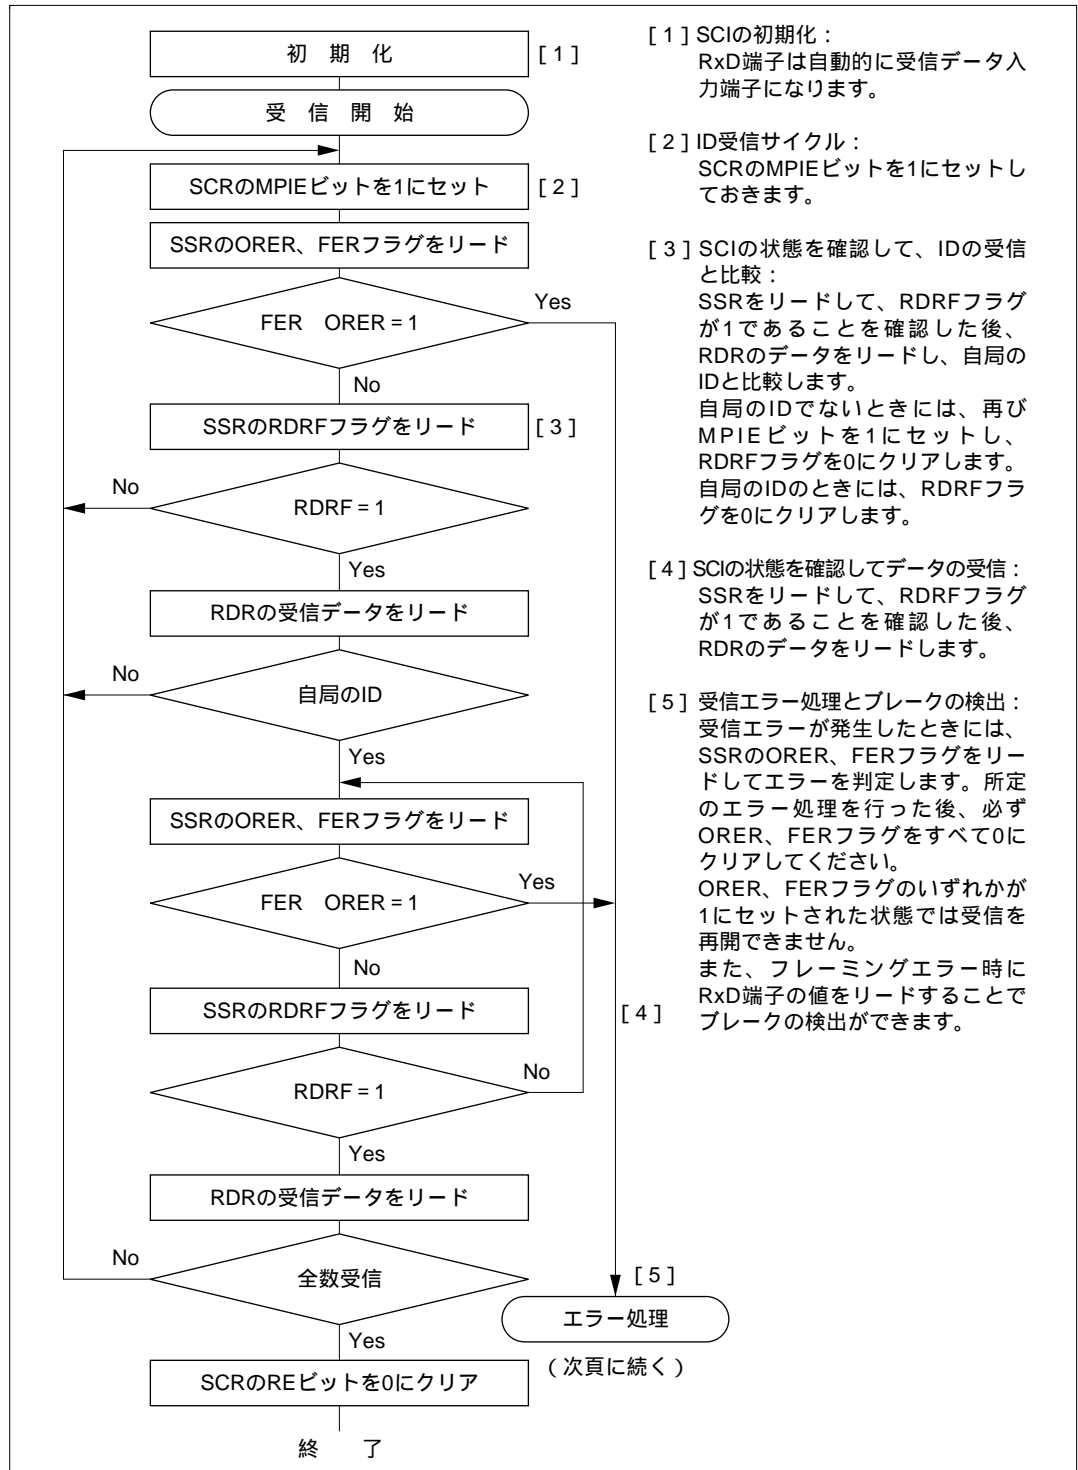 初 期 化 [1]
受 信 開 始
SCRのMPIEビットを1にセット [2]
SSRのORER、FERフラグをリード
FER ORER = 1
Yes
No
SSRのRDRFフラグをリード [3]
No
RDRF = 1
Yes
RDRの受信データをリード
No
自局のID
Yes
SSRのORER、FERフラグをリード
FER ORER = 1
Yes
No
SSRのRDRFフラグをリード
[4]
RDRF = 1
No
Yes
RDRの受信データをリード
No
全数受信
[5]
エラー処理
Yes
(次頁に続く)
SCRのREビットを0にクリア
終 了
[1] SCIの初期化:
RxD端子は自動的に受信データ入
力端子になります。
[2] ID受信サイクル:
SCRのMPIEビットを1にセットし
ておきます。
[3] SCIの状態を確認して、IDの受信
と比較:
SSRをリードして、RDRFフラグ
が1であることを確認した後、
RDRのデータをリードし、自局の
IDと比較します。
自局のIDでないときには、再び
MPIEビットを1にセットし、
RDRFフラグを0にクリアします。
自局のIDのときには、RDRFフラ
グを0にクリアします。
[4] SCIの状態を確認してデータの受信:
SSRをリードして、RDRFフラグ
が1であることを確認した後、
RDRのデータをリードします。
[5] 受信エラー処理とブレークの検出:
受信エラーが発生したときには、
SSRのORER、FERフラグをリー
ドしてエラーを判定します。所定
のエラー処理を行った後、必ず
ORER、FERフラグをすべて0に
クリアしてください。
ORER、FERフラグのいずれかが
1にセットされた状態では受信を
再開できません。
また、フレーミングエラー時に
RxD端子の値をリードすることで
ブレークの検出ができます。